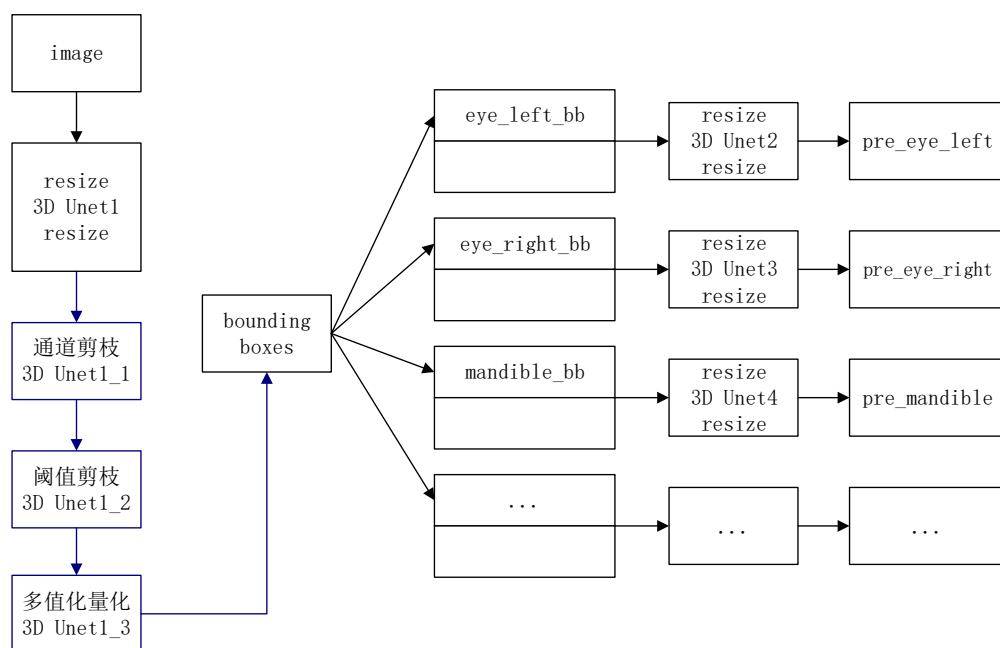 image
resize
3D Unet1
resize
通道剪枝
3D Unet1_1
阈值剪枝
3D Unet1_2
多值化量化
3D Unet1_3
bounding
boxes
eye_left_bb
resize
3D Unet2
resize
pre_eye_left
eye_right_bb
resize
3D Unet3
resize
pre_eye_right
mandible_bb
resize
3D Unet4
resize
pre_mandible
...
...
...